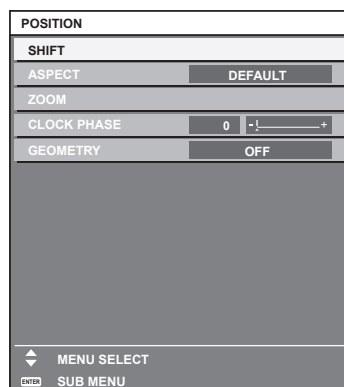 POSITION
SHIFT
ASPECT DEFAULT
ZOOM
CLOCK PHASE 0 - +
GEOMETRY OFF
MENU SELECT
ENTER SUB MENU